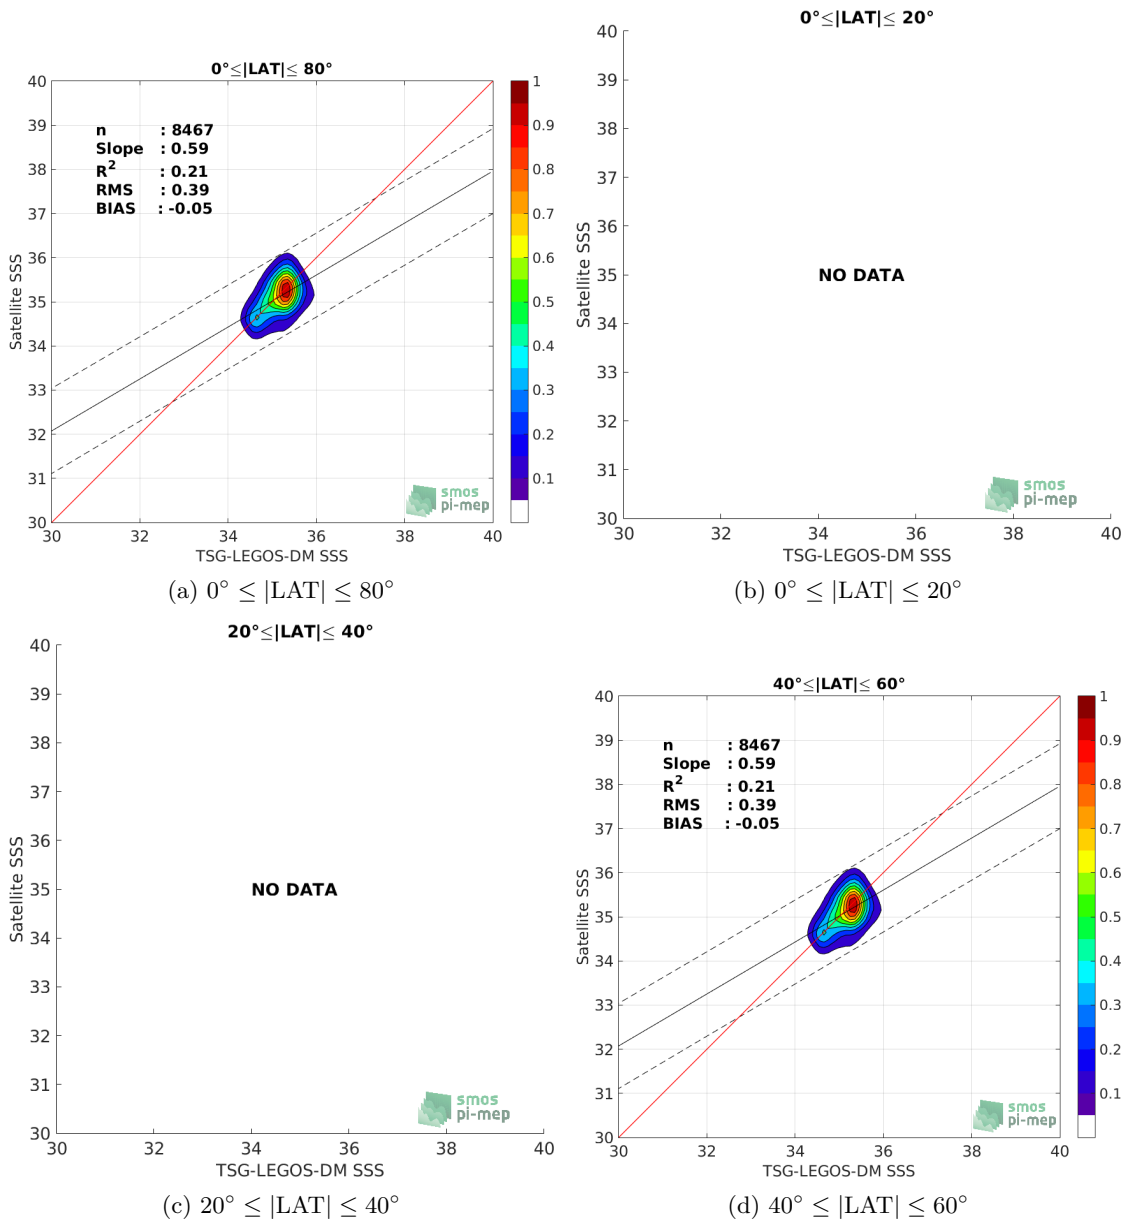 0°≤|LAT|≤ 80°
40
39
38
37
36
35
34
33
32
31
30
Satellite SSS
n : 8467
Slope : 0.59
R² : 0.21
RMS : 0.39
BIAS : -0.05
1
0.9
0.8
0.7
0.6
0.5
0.4
0.3
0.2
0.1
smos
pi-mep
30 32 34 36 38 40
TSG-LEGOS-DM SSS
(a) 0° ≤ |LAT| ≤ 80°
0°≤|LAT|≤ 20°
40
39
38
37
36
35
34
33
32
31
30
Satellite SSS
NO DATA
smos
pi-mep
30 32 34 36 38 40
TSG-LEGOS-DM SSS
(b) 0° ≤ |LAT| ≤ 20°
20°≤|LAT|≤ 40°
40
39
38
37
36
35
34
33
32
31
30
Satellite SSS
NO DATA
smos
pi-mep
30 32 34 36 38 40
TSG-LEGOS-DM SSS
(c) 20° ≤ |LAT| ≤ 40°
40°≤|LAT|≤ 60°
40
39
38
37
36
35
34
33
32
31
30
Satellite SSS
n : 8467
Slope : 0.59
R² : 0.21
RMS : 0.39
BIAS : -0.05
1
0.9
0.8
0.7
0.6
0.5
0.4
0.3
0.2
0.1
smos
pi-mep
30 32 34 36 38 40
TSG-LEGOS-DM SSS
(d) 40° ≤ |LAT| ≤ 60°